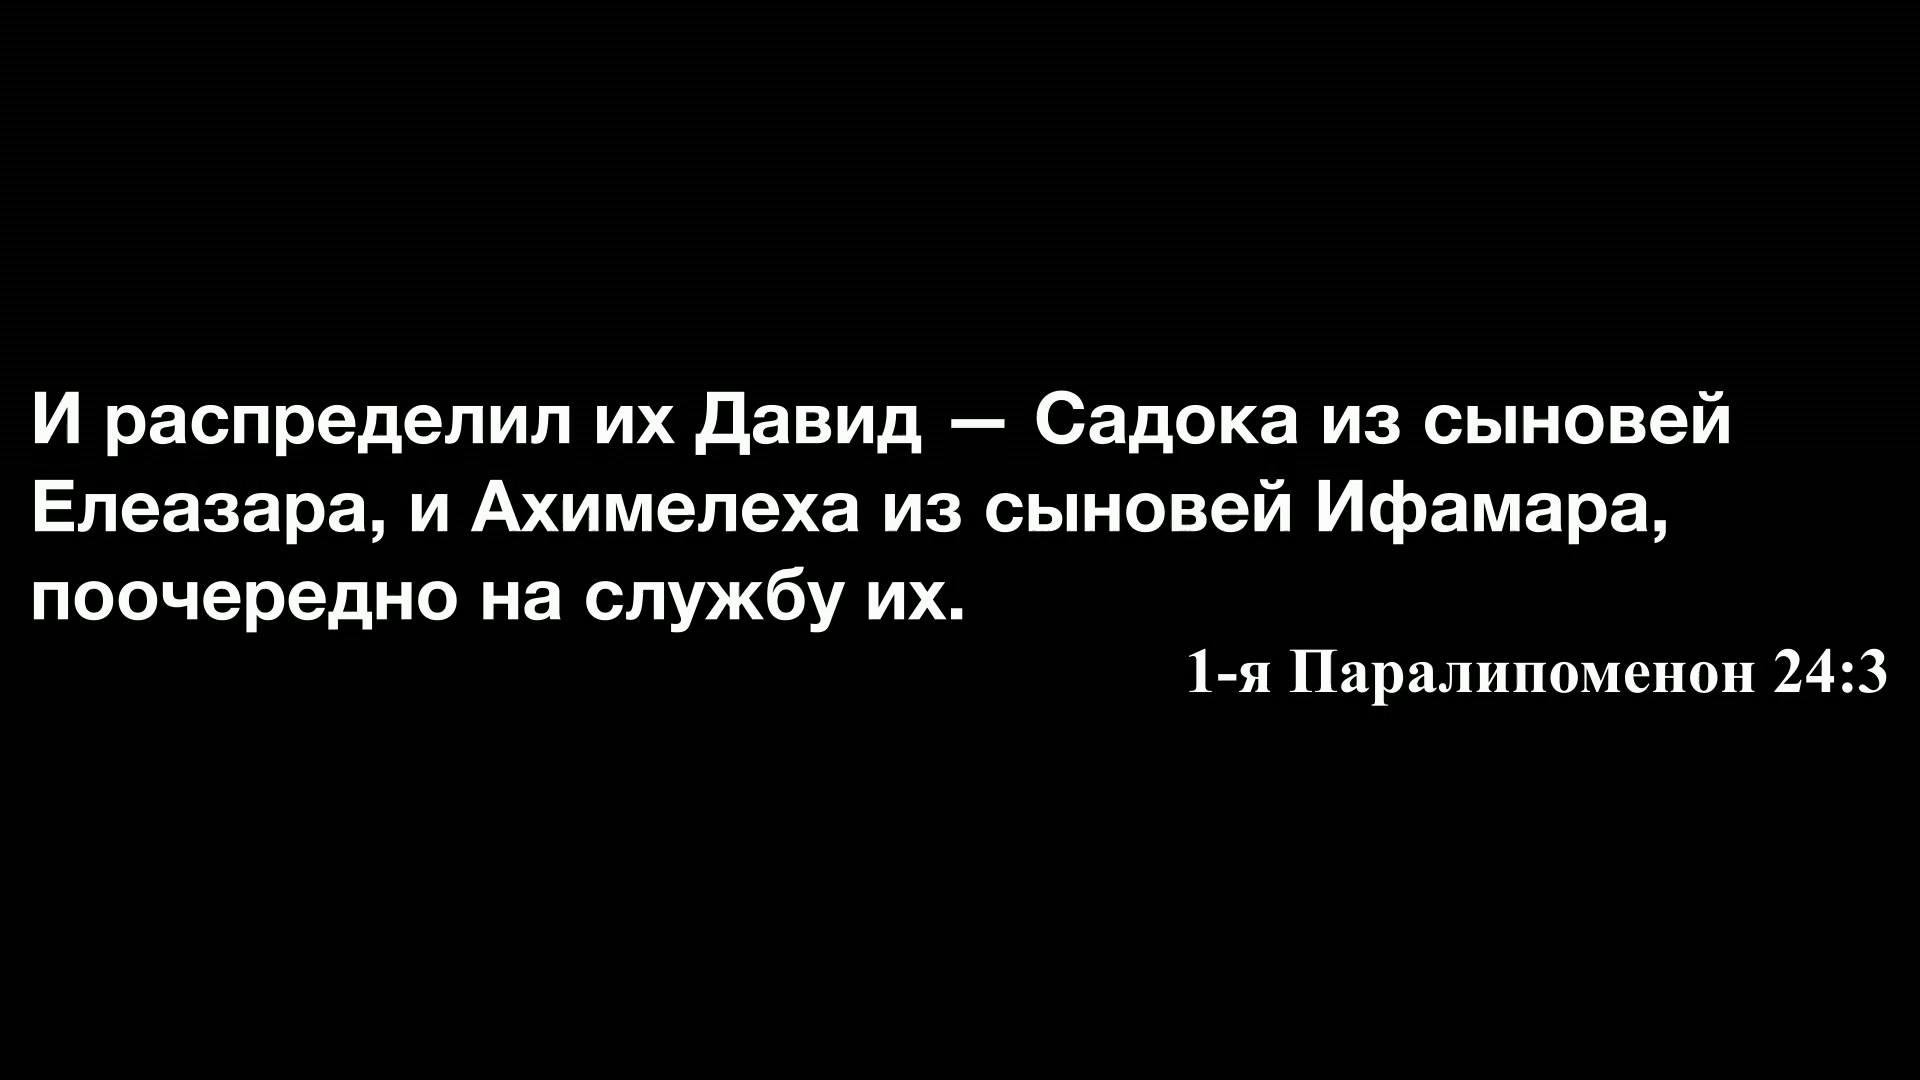 И распределил их Давид — Садока из сыновей
Елеазара, и Ахимелеха из сыновей Ифамара,
поочередно на службу их.
1-я Паралипоменон 24:3